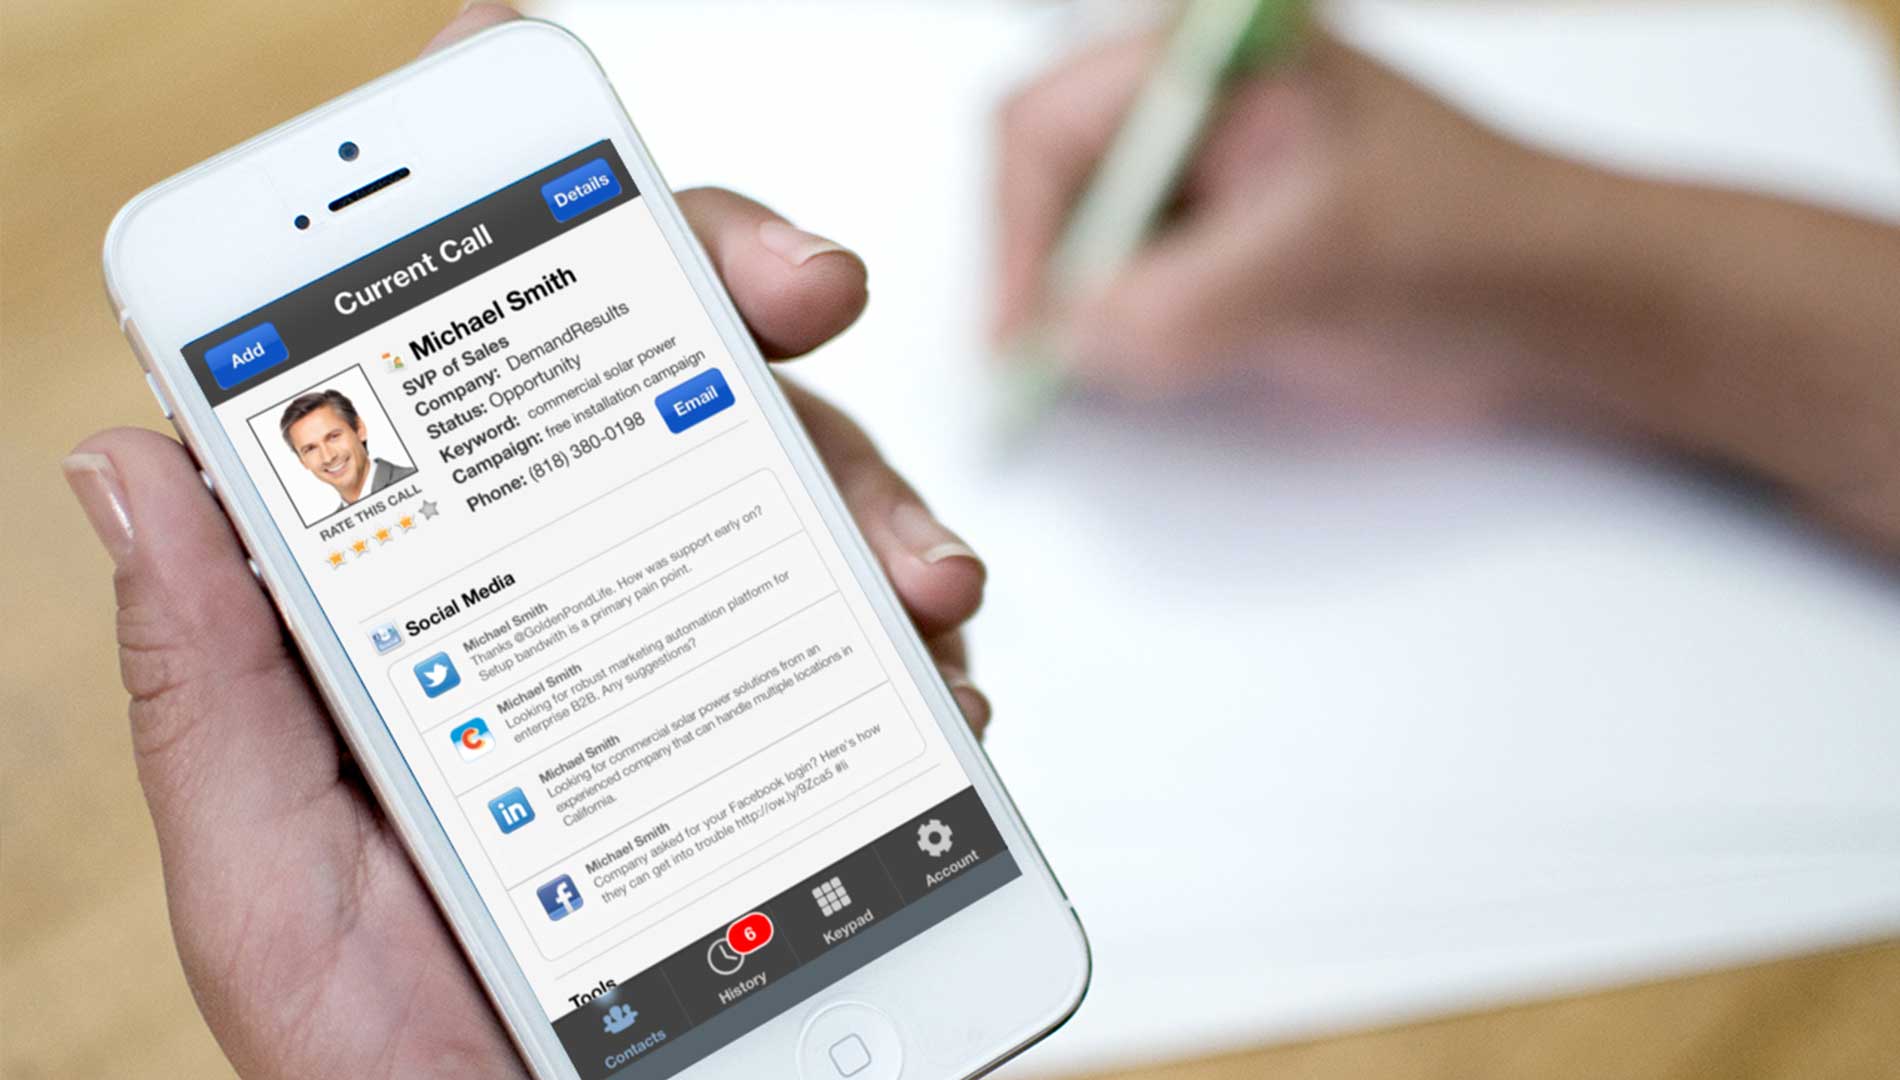 Current Call
Details
Add
Michael Smith
SVP of Sales
Company: DemandResults
Status: Opportunity
Keyword: commercial solar power
Campaign: free installation campaign
Phone: (818) 380-0198
Email
RATE THIS CALL
Social Media
Michael Smith
Thanks @GoldenPondLife. How was support early on?
Setup bandwith is a primary pain point.
Michael Smith
Looking for robust marketing automation platform for
enterprise B2B. Any suggestions?
C
in
Michael Smith
Looking for commercial solar power solutions from an
experienced company that can handle multiple locations in
California.
f
Michael Smith
Company asked for your Facebook login? Here's how
they can get into trouble http://ow.ly/9Zca5 #li
Tools
Contacts
6
History
Keypad
Account